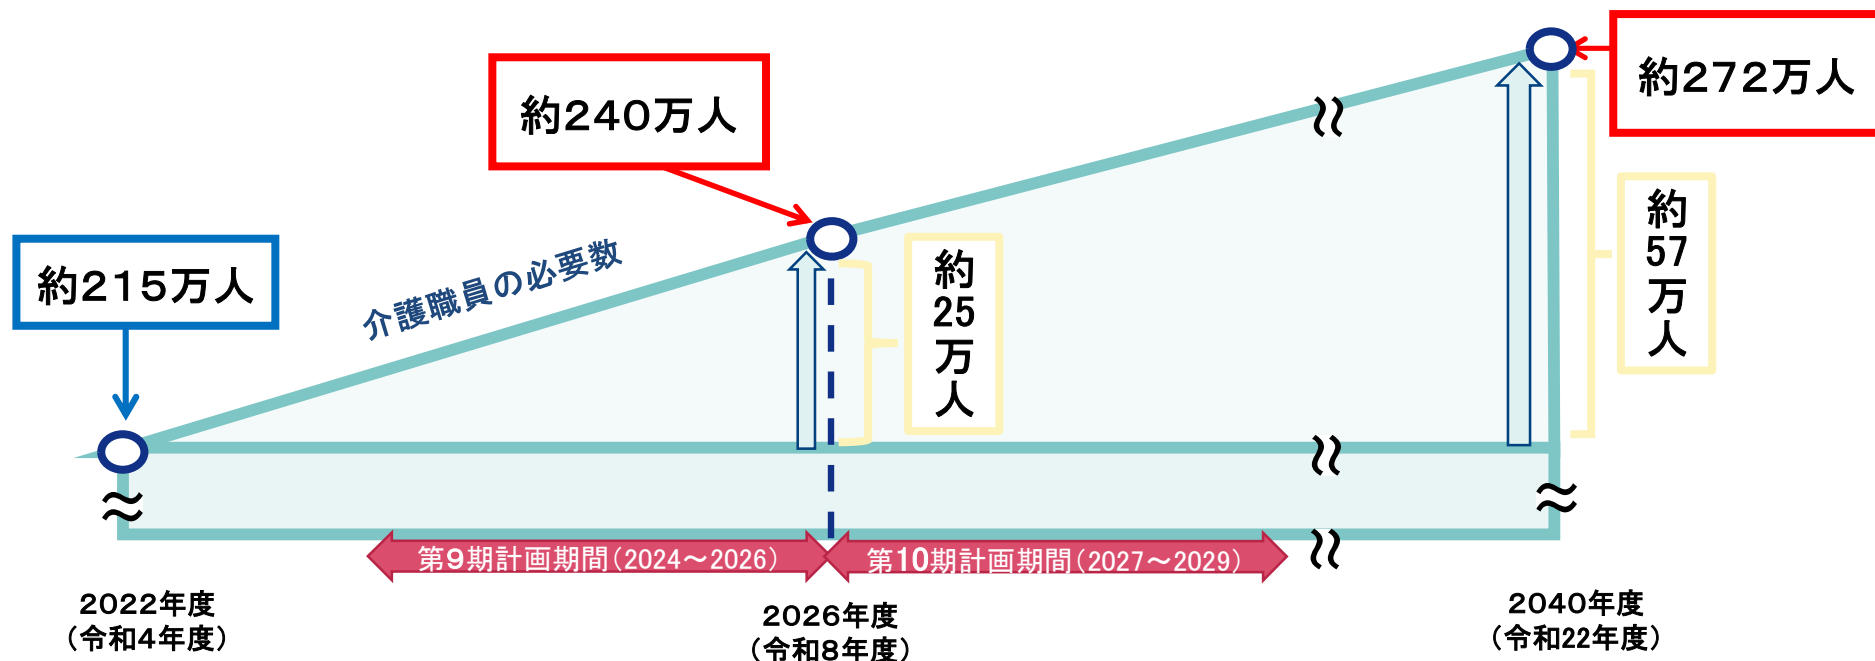 約272万人
約240万人
約57万人
介護職員の必要数
約25万人
約215万人
第9期計画期間(2024～2026)
第10期計画期間(2027～2029)
2022年度
(令和4年度)
2026年度
(令和8年度)
2040年度
(令和22年度)